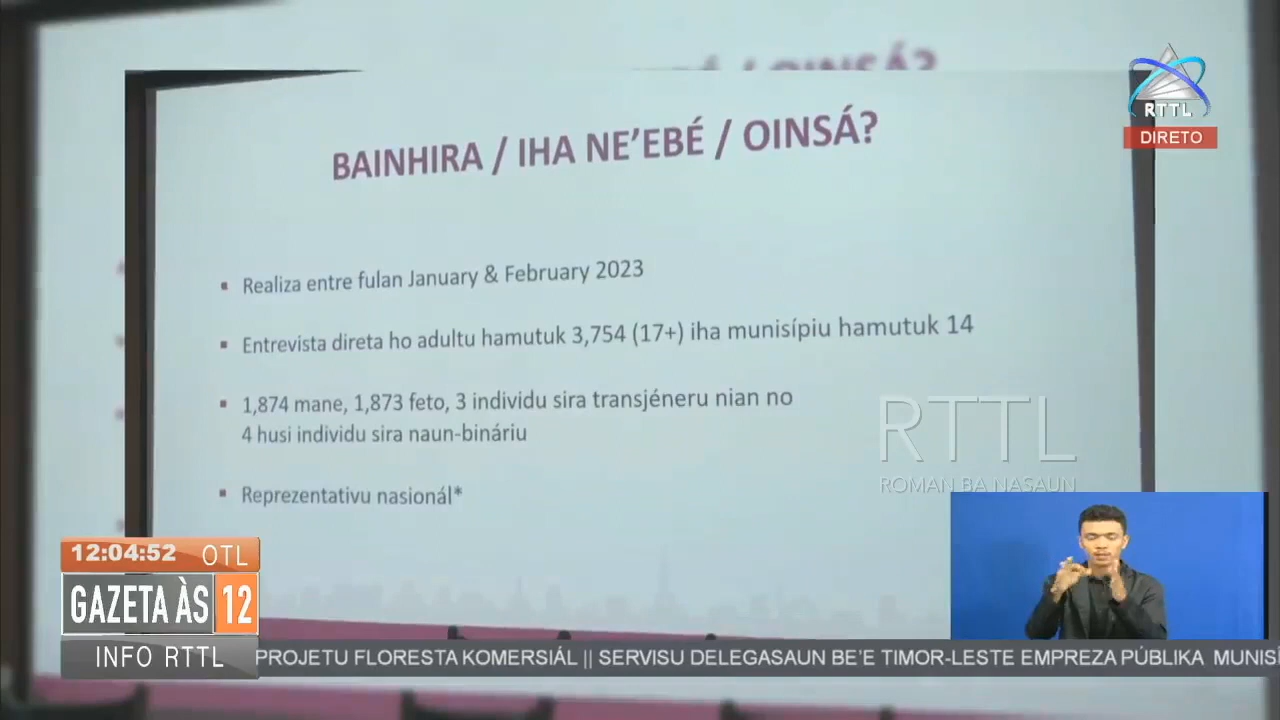 BAINHIRA / IHA NE'EBÉ / OINSÁ?
▪ Realiza entre fulan January & February 2023
▪ Entrevista direta ho adultu hamutuk 3,754 (17+) iha munisípiu hamutuk 14
▪ 1,874 mane, 1,873 feto, 3 individu sira transjéneru nian no
4 husi individu sira naun-bináriu
▪ Reprezentativu nasionál*
RTTL
DIRETO
RTTL
ROMAN BA NASAUN
12:04:52 OTL
GAZETA ÀS 12
INFO RTTL
PROJETU FLORESTA KOMERSIÁL || SERVISU DELEGASAUN BE'E TIMOR-LESTE EMPREZA PÚBLIKA